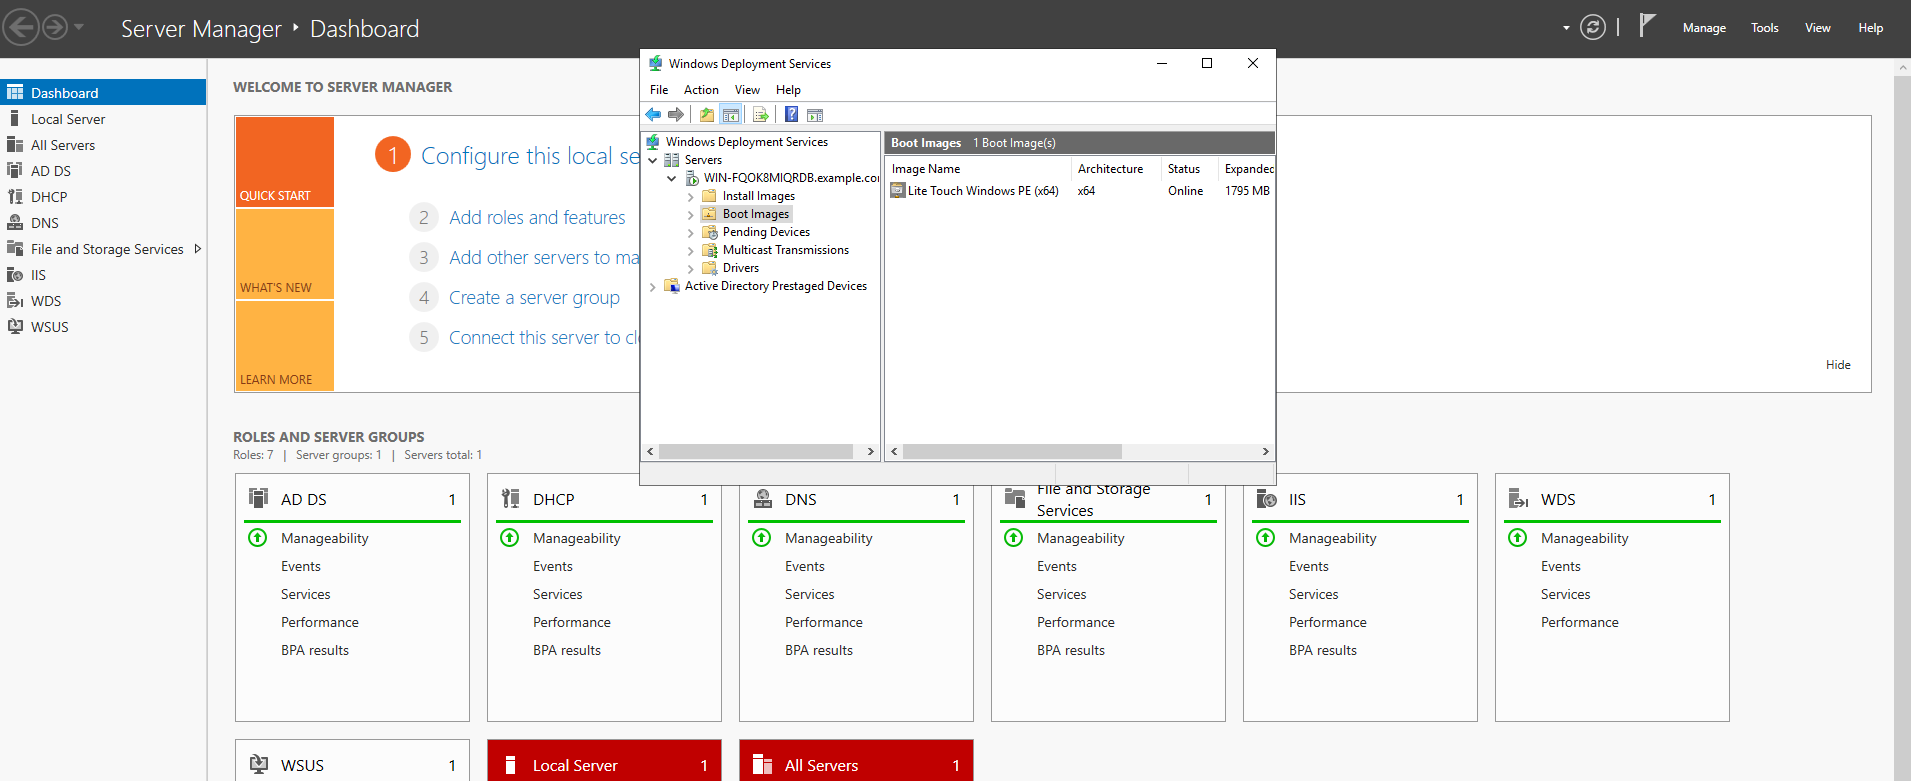 Server Manager ‣ Dashboard
Manage
Tools
View
Help
Dashboard
Local Server
All Servers
AD DS
DHCP
DNS
File and Storage Services
IIS
WDS
WSUS
WELCOME TO SERVER MANAGER
QUICK START
WHAT'S NEW
LEARN MORE
1 Configure this local se
2 Add roles and features
3 Add other servers to ma
4 Create a server group
5 Connect this server to cl
Hide
Windows Deployment Services
File Action View Help
Windows Deployment Services
Servers
WIN-FQOK8MIQRDB.example.co
Install Images
Boot Images
Pending Devices
Multicast Transmissions
Drivers
Active Directory Prestaged Devices
Boot Images 1 Boot Image(s)
Image Name Architecture Status Expanded
Lite Touch Windows PE (x64) x64 Online 1795 MB
ROLES AND SERVER GROUPS
Roles: 7 | Server groups: 1 | Servers total: 1
AD DS 1
Manageability
Events
Services
Performance
BPA results
DHCP 1
Manageability
Events
Services
Performance
BPA results
DNS 1
Manageability
Events
Services
Performance
BPA results
File and Storage
Services 1
Manageability
Events
Services
Performance
BPA results
IIS 1
Manageability
Events
Services
Performance
BPA results
WDS 1
Manageability
Events
Services
Performance
WSUS 1
Local Server 1
All Servers 1